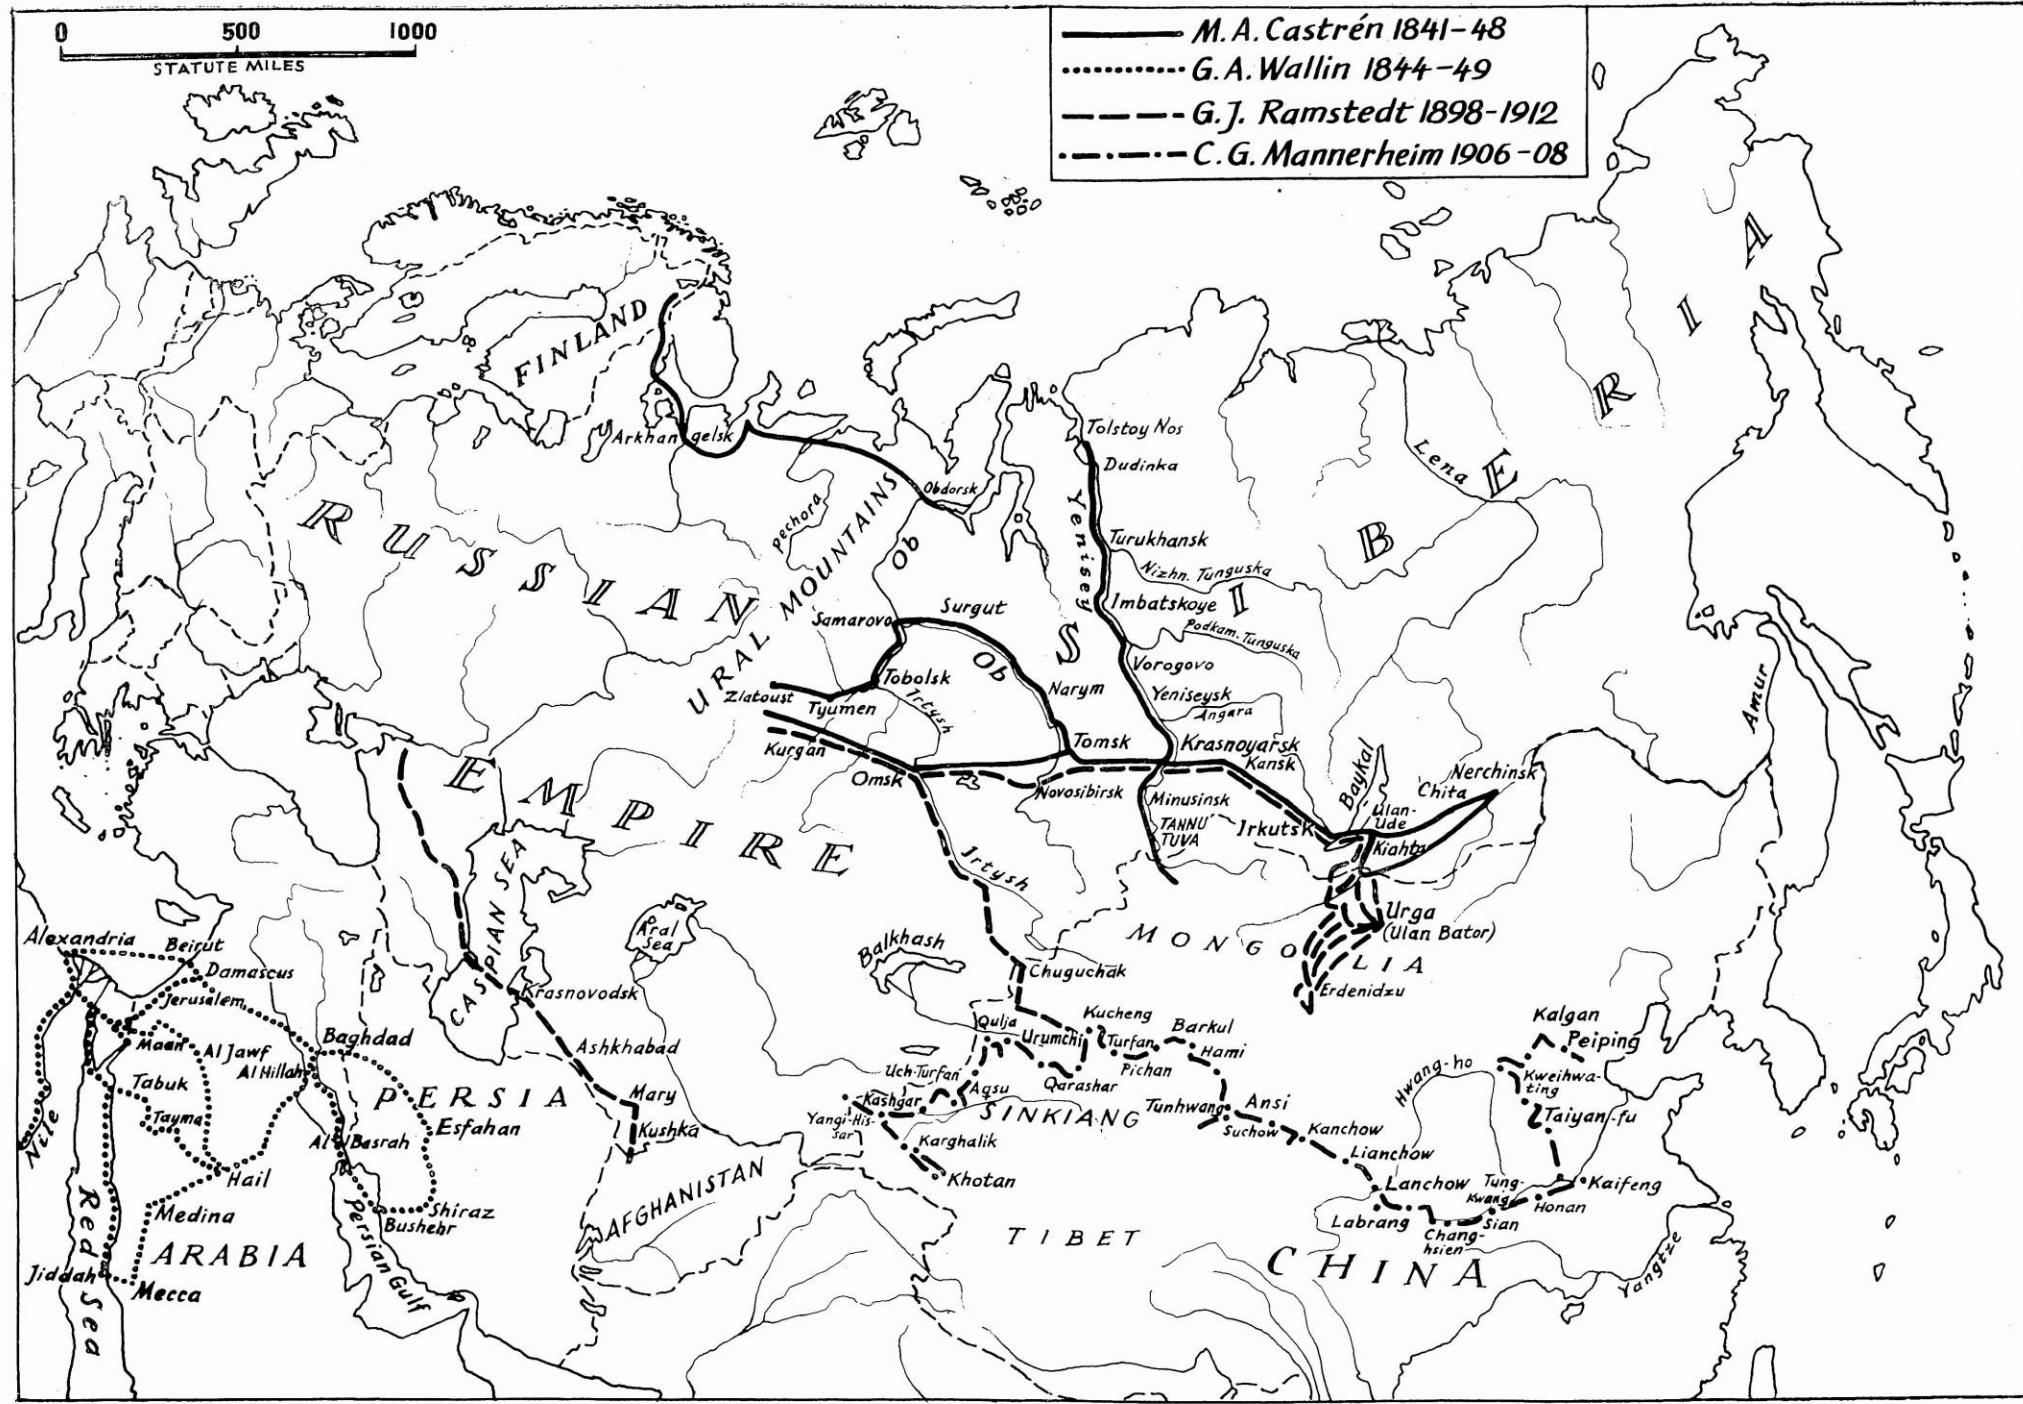 0 500 1000
STATUTE MILES
M. A. Castrén 1841-48
G. A. Wallin 1844-49
G. J. Ramstedt 1898-1912
C. G. Mannerheim 1906-08
FINLAND
Arkhangelsk
RUSSIAN
EMPIRE
SIBERIA
Pechora
URAL MOUNTAINS
Obdorsk
Ob
Tolstoy Nos
Dudinka
Yenisey
Turukhansk
Nizhn. Tunguska
Imbatskoye
Podkam. Tunguska
Lena
Samarovo
Surgut
Ob
Vorogovo
Tobolsk
Irtysh
Narym
Yeniseysk
Angara
Zlatoust
Tyumen
Kurgan
Omsk
Tomsk
Krasnoyarsk
Kansk
Novosibirsk
Minusinsk
TANNU
TUVA
Irkutsk
Baykal
Ulan-
Ude
Kiahta
Chita
Nerchinsk
Amur
Irtysh
CASPIAN SEA
Aral
Sea
Balkhash
MONGOLIA
Urga
(Ulan Bator)
Erdenidzu
Chuguchak
Krasnovodsk
Ashkhabad
Mary
Kushka
Alexandria
Beirut
Damascus
Jerusalem
Maan
Al Jawf
Al Hillah
Baghdad
Tabuk
Tayma
PERSIA
Esfahan
Al Basrah
Nile
Hail
Shiraz
Bushehr
Medina
Persian Gulf
ARABIA
Red Sea
Jiddah
Mecca
AFGHANISTAN
Qulja
Urumchi
Kucheng
Turfan
Barkul
Hami
Pichan
Qarashar
Uch-Turfan
Aqsu
Kashgar
Yangi-His-
sar
SINKIANG
Karghalik
Khotan
Tunhwang
Ansi
Suchow
Kanchow
Lianchow
Lanchow
Labrang
Chang-
hsien
Sian
Tung-
Kwang
Honan
Kaifeng
Taiyan-fu
Kweihwa-
ting
Kalgan
Peiping
Hwang-ho
TIBET
CHINA
Yangtze